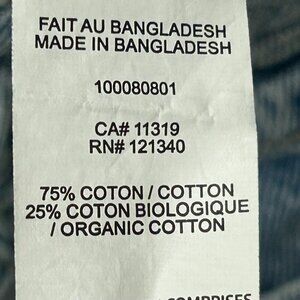 FAIT AU BANGLADESH
MADE IN BANGLADESH
100080801
CA# 11319
RN# 121340
75% COTON / COTTON
25% COTON BIOLOGIQUE
/ ORGANIC COTTON
COMPRISES